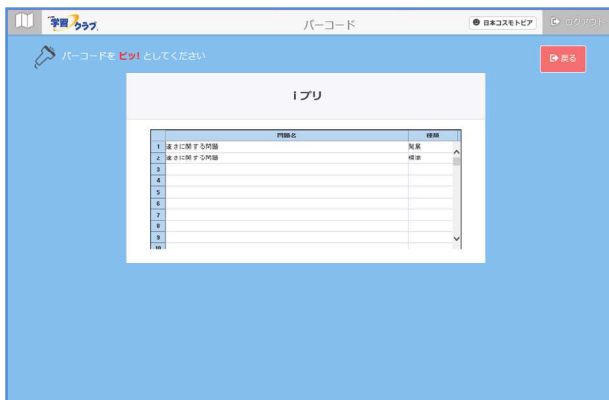 学習クラブ
バーコード
日本コスモトピア
ログアウト
バーコードを ピッ! としてください
戻る
iプリ
問題名 種類
1 速さに関する問題 発展
2 速さに関する問題 標準
3
4
5
6
7
8
9
10